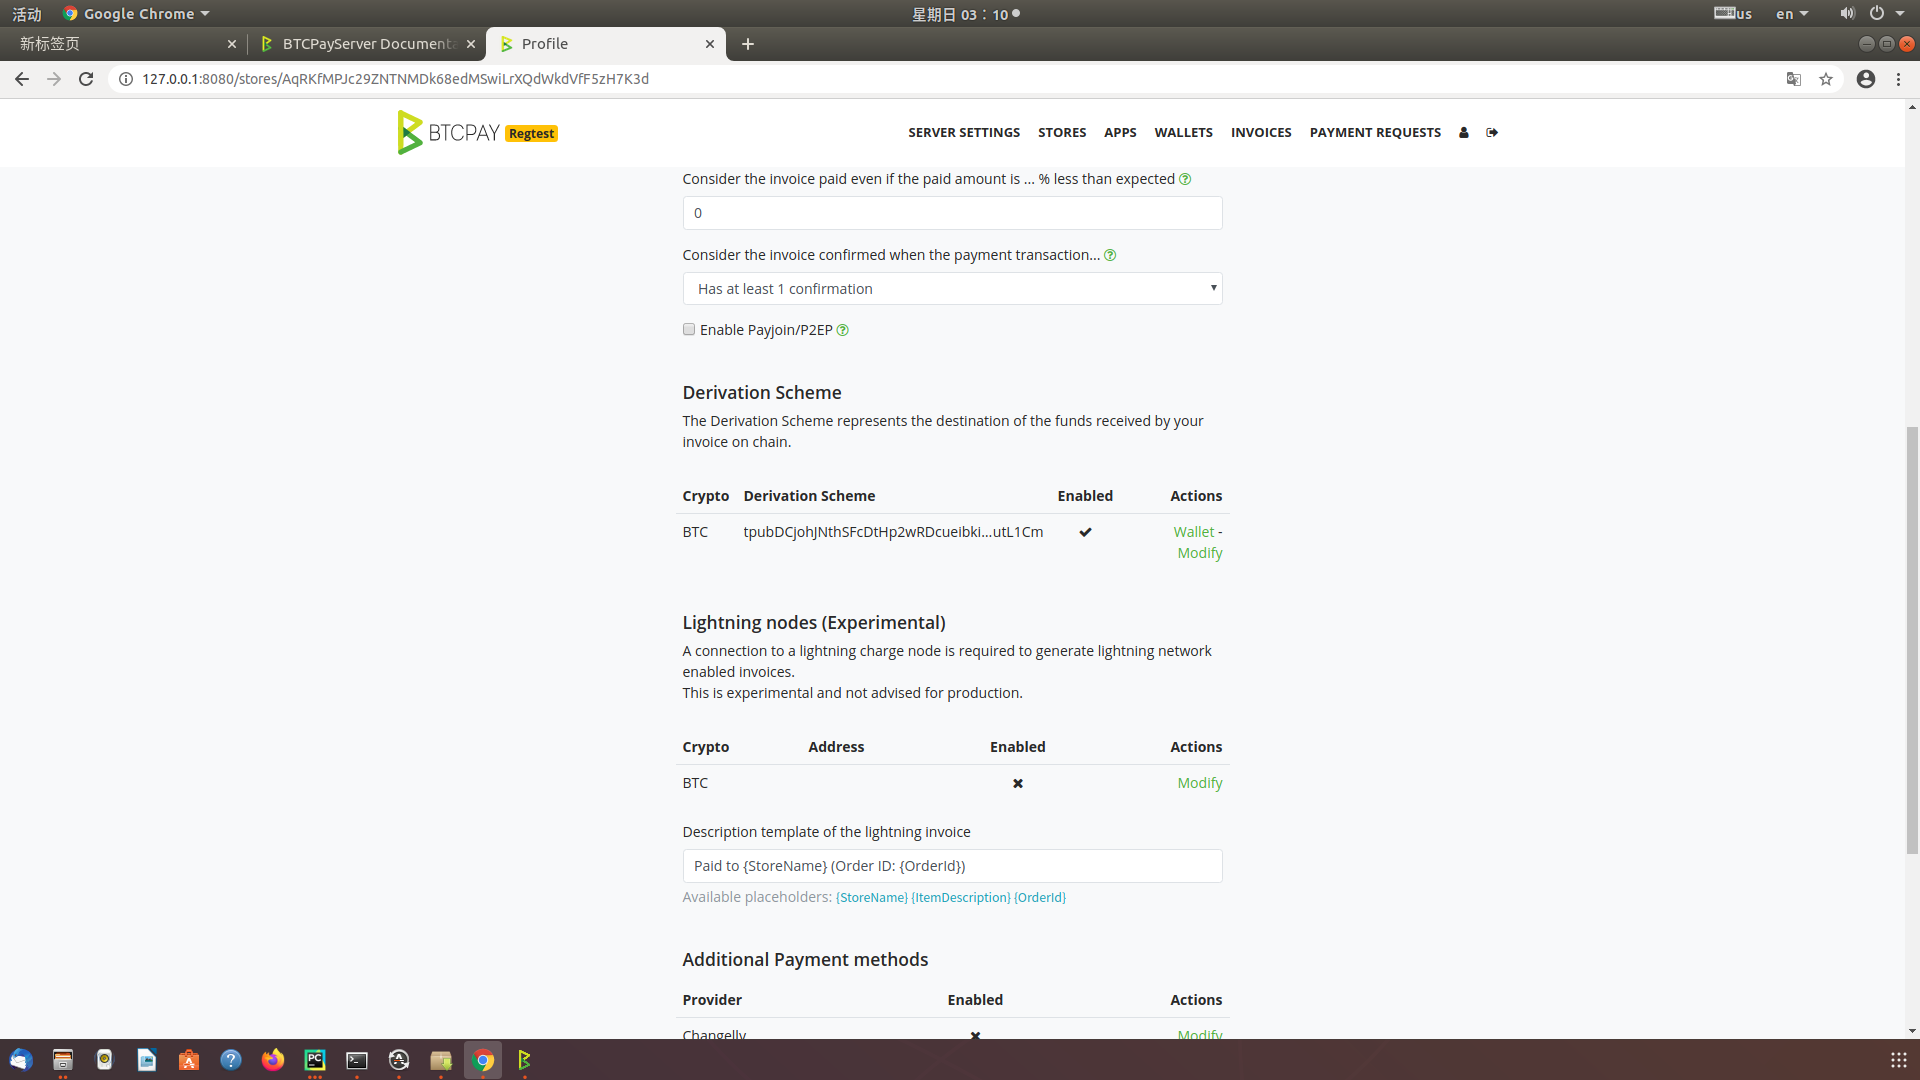 活动
Google Chrome
星期日 03：10
us
en
新标签页
BTCPayServer Documenta
Profile
127.0.0.1:8080/stores/AqRKfMPJc29ZNTNMDk68edMSwiLrXQdWkdVfF5zH7K3d
BTCPAY Regtest
SERVER SETTINGS
STORES
APPS
WALLETS
INVOICES
PAYMENT REQUESTS
Consider the invoice paid even if the paid amount is ... % less than expected
0
Consider the invoice confirmed when the payment transaction...
Has at least 1 confirmation
Enable Payjoin/P2EP
Derivation Scheme
The Derivation Scheme represents the destination of the funds received by your
invoice on chain.
Crypto Derivation Scheme Enabled Actions
BTC tpubDCjohJNthSFcDtHp2wRDcueibki...utL1Cm Wallet -
Modify
Lightning nodes (Experimental)
A connection to a lightning charge node is required to generate lightning network
enabled invoices.
This is experimental and not advised for production.
Crypto Address Enabled Actions
BTC Modify
Description template of the lightning invoice
Paid to {StoreName} (Order ID: {OrderId})
Available placeholders: {StoreName} {ItemDescription} {OrderId}
Additional Payment methods
Provider Enabled Actions
Changelly Modify